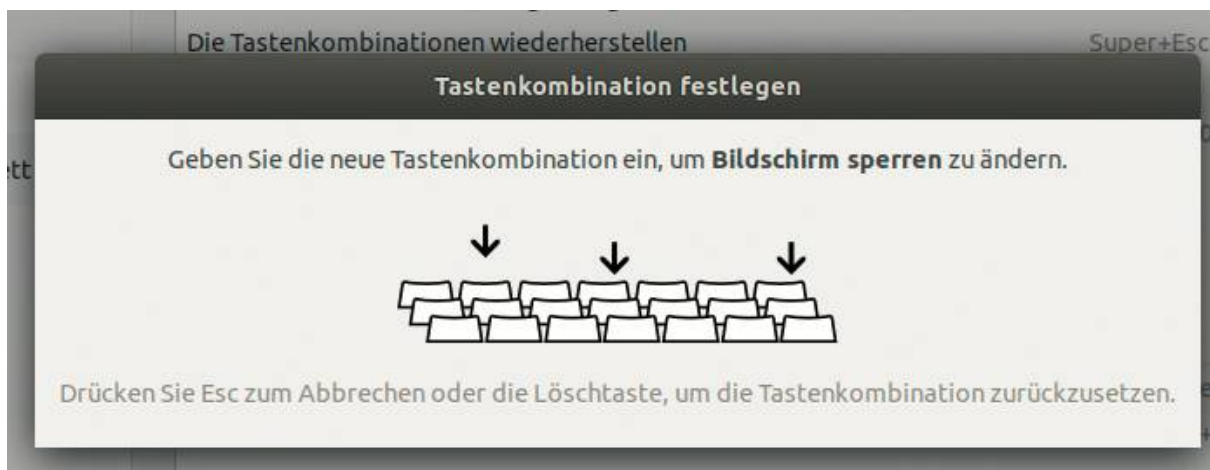 Die Tastenkombinationen wiederherstellen Super+Esc
Tastenkombination festlegen
Geben Sie die neue Tastenkombination ein, um Bildschirm sperren zu ändern.
ett
Drücken Sie Esc zum Abbrechen oder die Löschtaste, um die Tastenkombination zurückzusetzen.